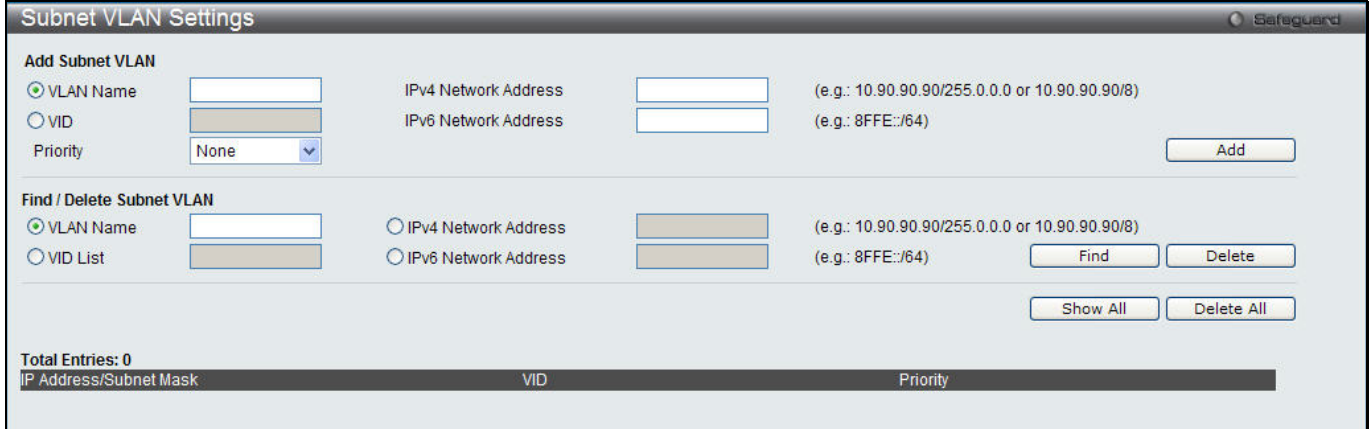 Subnet VLAN Settings
Safeguard
Add Subnet VLAN
VLAN Name IPv4 Network Address (e.g.: 10.90.90.90/255.0.0.0 or 10.90.90.90/8)
VID IPv6 Network Address (e.g.: 8FFE::/64)
Priority None Add
Find / Delete Subnet VLAN
VLAN Name IPv4 Network Address (e.g.: 10.90.90.90/255.0.0.0 or 10.90.90.90/8)
VID List IPv6 Network Address (e.g.: 8FFE::/64) Find Delete
Show All Delete All
Total Entries: 0
IP Address/Subnet Mask VID Priority